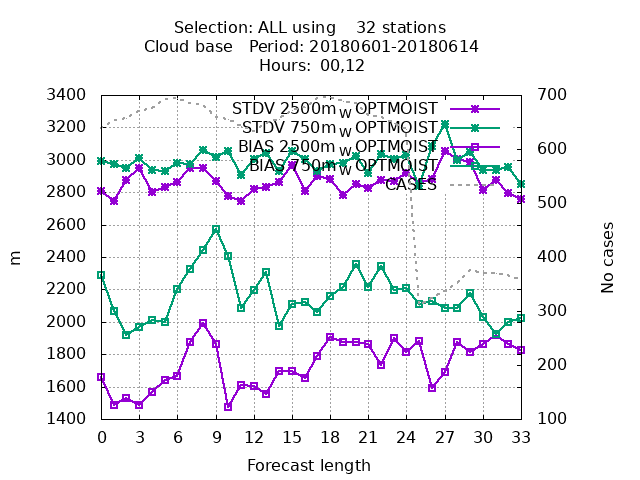 Selection: ALL using 32 stations
Cloud base Period: 20180601-20180614
Hours: 00,12
3400 700
STDV 2500m w OPTMOIST
3200 STDV 750m w OPTMOIST
BIAS 2500m w OPTMOIST 600
3000 BIAS 750m w OPTMOIST
CASES
2800 500
2600
2400 400
m No cases
2200 300
2000
1800 200
1600
1400 100
0 3 6 9 12 15 18 21 24 27 30 33
Forecast length